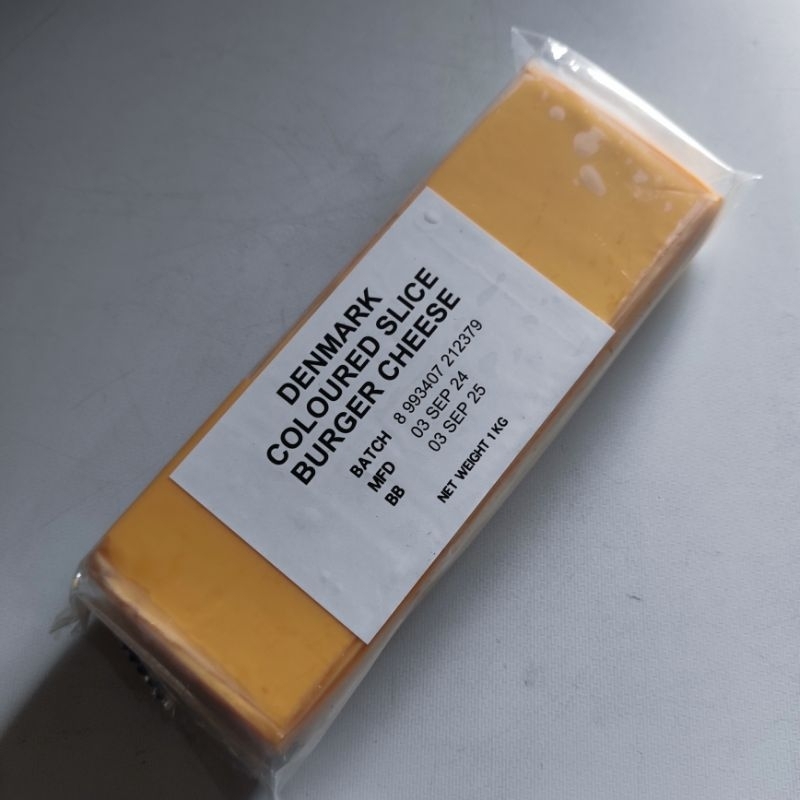 DENMARK
COLOURED SLICE
BURGER CHEESE
BATCH 8 993407 212379
MFD 03 SEP 24
BB 03 SEP 25
NET WEIGHT 1 KG